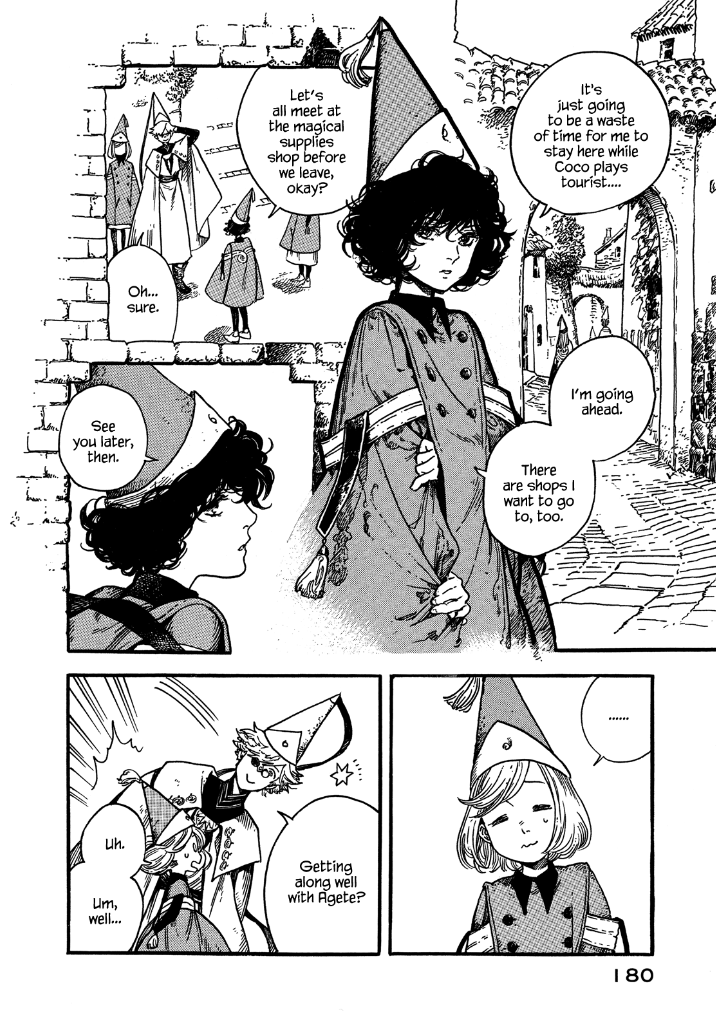 It's
just going
to be a waste
of time for me to
stay here while
Coco plays
tourist....
Let's
all meet at
the magical
supplies
shop before
we leave,
okay?
Oh...
sure.
I'm going
ahead.
There
are shops I
want to go
to, too.
See
you later,
then.
......
Getting
along well
with Agete?
Uh.
Um,
well...
180